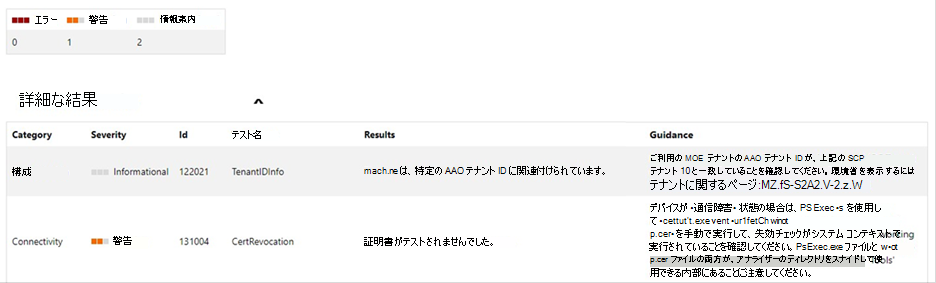 エラー 警告 情報案内
0 1 2
詳細な結果
Category Severity Id テスト名 Results Guidance
構成 Informational 122021 TenantIDInfo mach.neは、特定の AAO テナント ID に関連付けられています。
ご利用の MOE テナントの AAO テナント ID が、上記の SCP
テナント 10と一致していることを確認してください。環境省を表示するには
テナントに関するページ:MZ.fS-S2A2.V-2.z.W
Connectivity 警告 131004 CertRevocation 証明書がテストされませんでした。
デバイスが •通信障害• 状態の場合は、PS Exec •s を使用し
て •cettut't.exe vent •ur1fetCh winot
p.cer• を手動で実行して、失効チェックがシステム コンテキストで
実行されていることを確認してください。PsExec.exe ファイルと w•ot
p.cer ファイルの両方が、アナライザーのディレクトリをスナイドして使 ools'
用できる内部にあることにご注意してください。